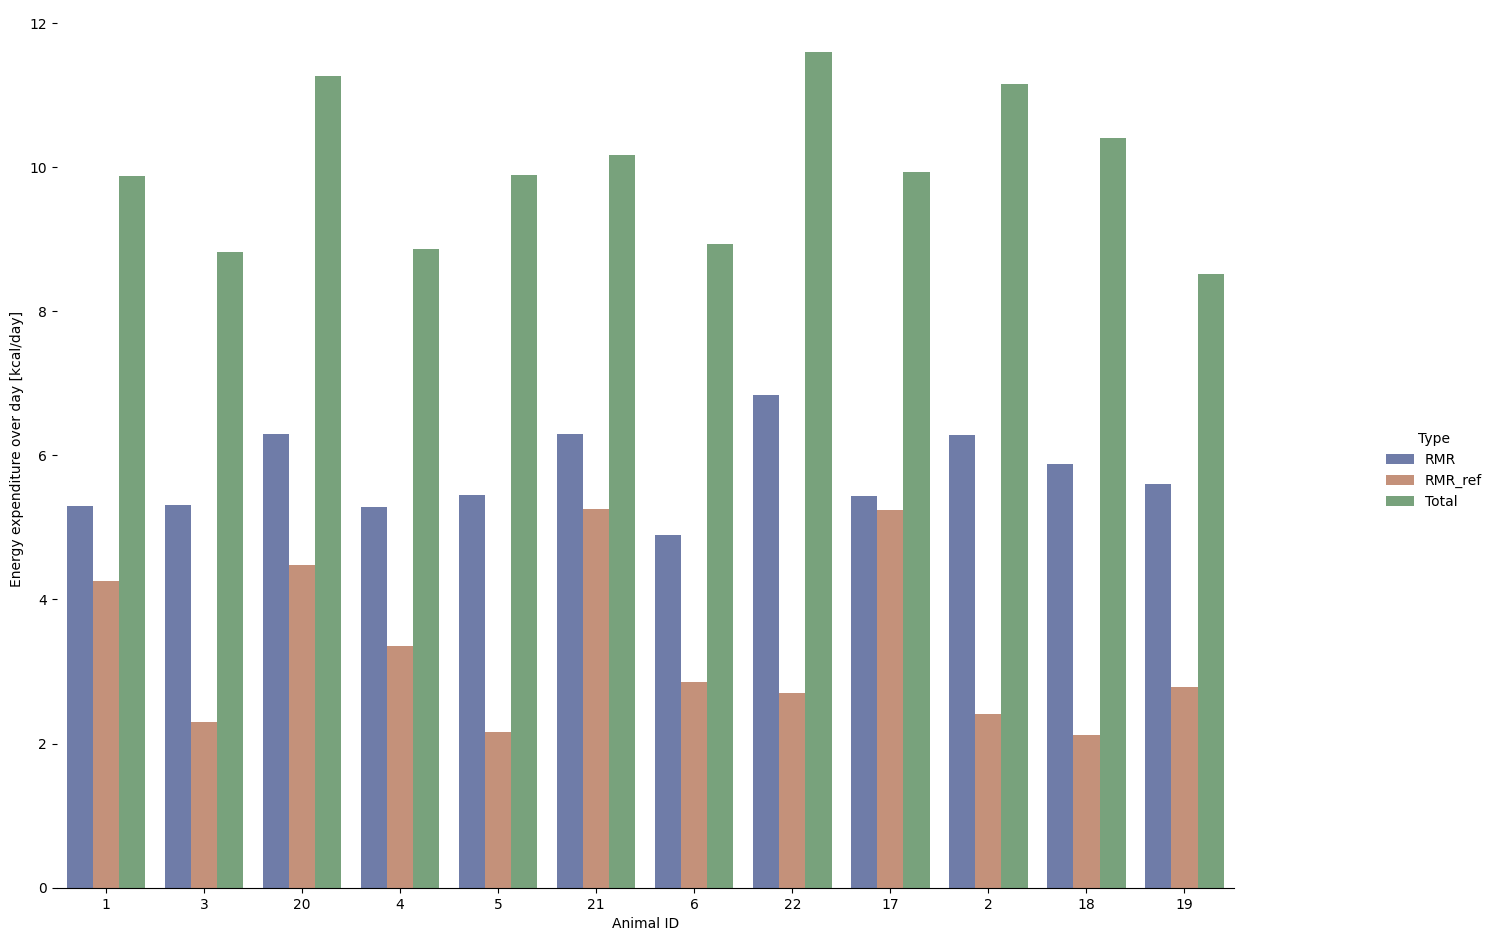 Energy expenditure over day [kcal/day]
12
10
8
6
4
2
0
1 3 20 4 5 21 6 22 17 2 18 19
Animal ID
Type
RMR
RMR_ref
Total